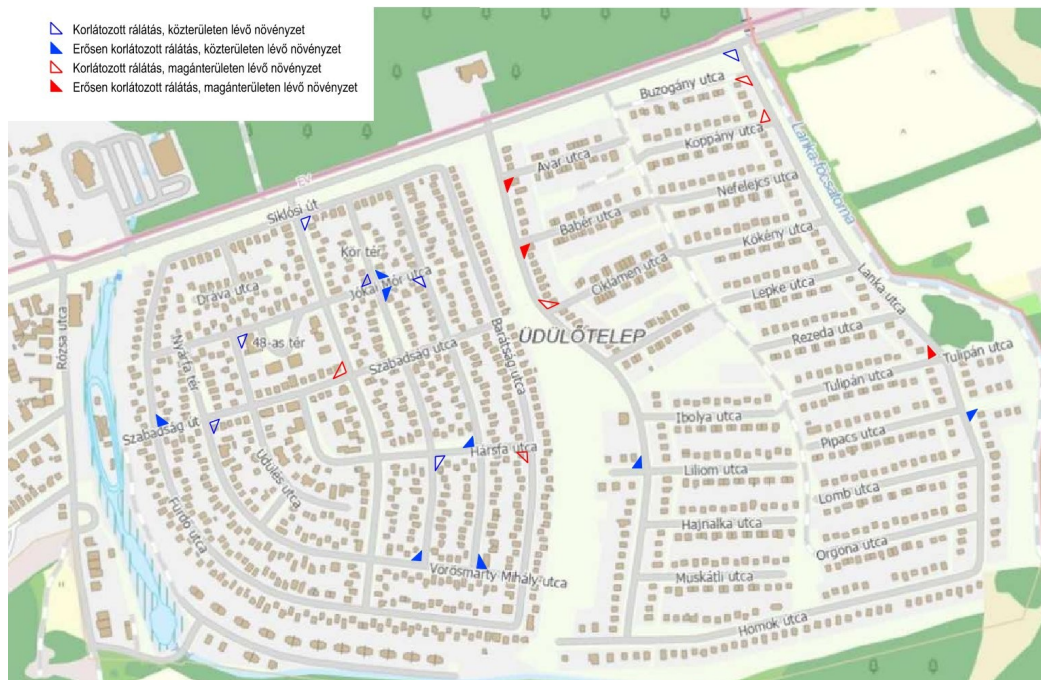 Korlátozott rálátás, közterületen lévő növényzet
Erősen korlátozott rálátás, közterületen lévő növényzet
Korlátozott rálátás, magánterületen lévő növényzet
Erősen korlátozott rálátás, magánterületen lévő növényzet
Buzogány utca
Koppány utca
Avar utca
Lanka-főcsatorna
Nefelejcs utca
Siklósi út
Babér utca
Kökény utca
Kör tér
Ciklámen utca
Jókai Mór utca
Dráva utca
Lepke utca
Lanka utca
Rózsa utca
ÜDÜLŐTELEP
Rezeda utca
48-as tér
Barátság utca
Szabadság utca
Tulipán utca
Nyárfa tér
Tulipán utca
Ibolya utca
Szabadság út
Pipacs utca
Hársfa utca
Liliom utca
Üdülés utca
Lomb utca
Fürdő utca
Hajnalka utca
Orgona utca
Vörösmarty Mihály utca
Muskátli utca
Homok utca